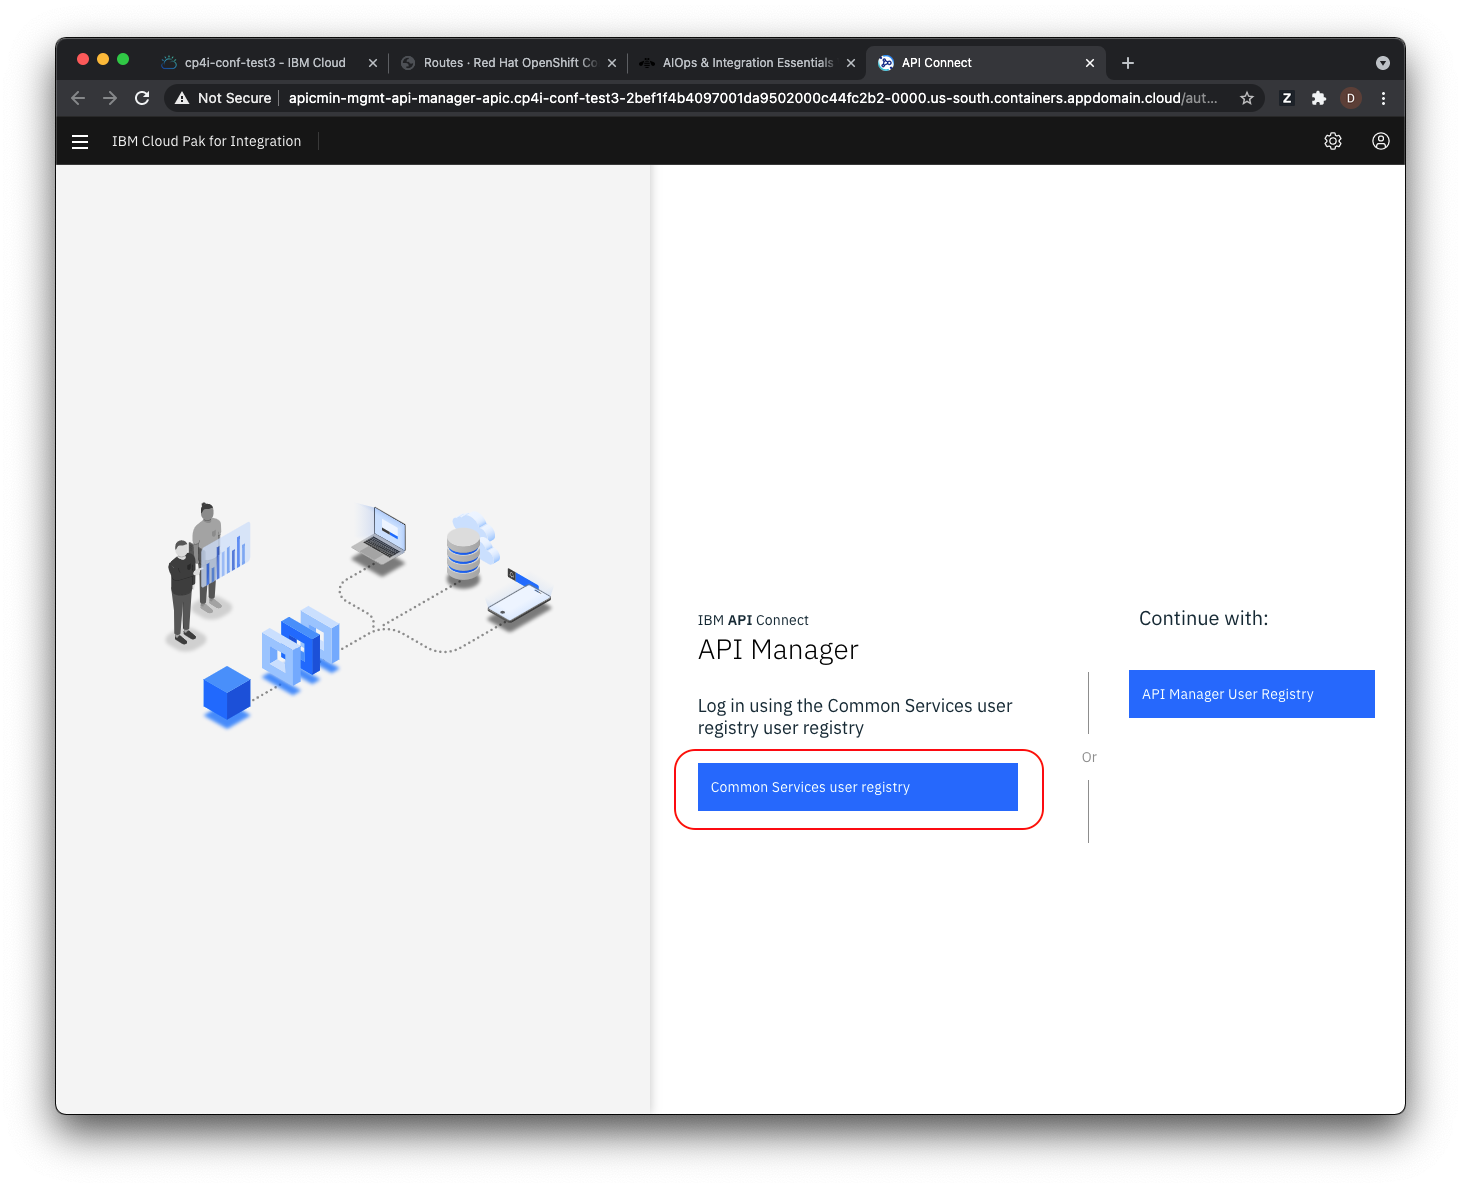 cp4i-conf-test3 - IBM Cloud
Routes · Red Hat OpenShift Co
AIOps & Integration Essentials
API Connect
Not Secure
apicmin-mgmt-api-manager-apic.cp4i-conf-test3-2bef1f4b4097001da9502000c44fc2b2-0000.us-south.containers.appdomain.cloud/aut...
Z
D
IBM Cloud Pak for Integration
IBM API Connect
API Manager
Log in using the Common Services user
registry user registry
Common Services user registry
Or
Continue with:
API Manager User Registry